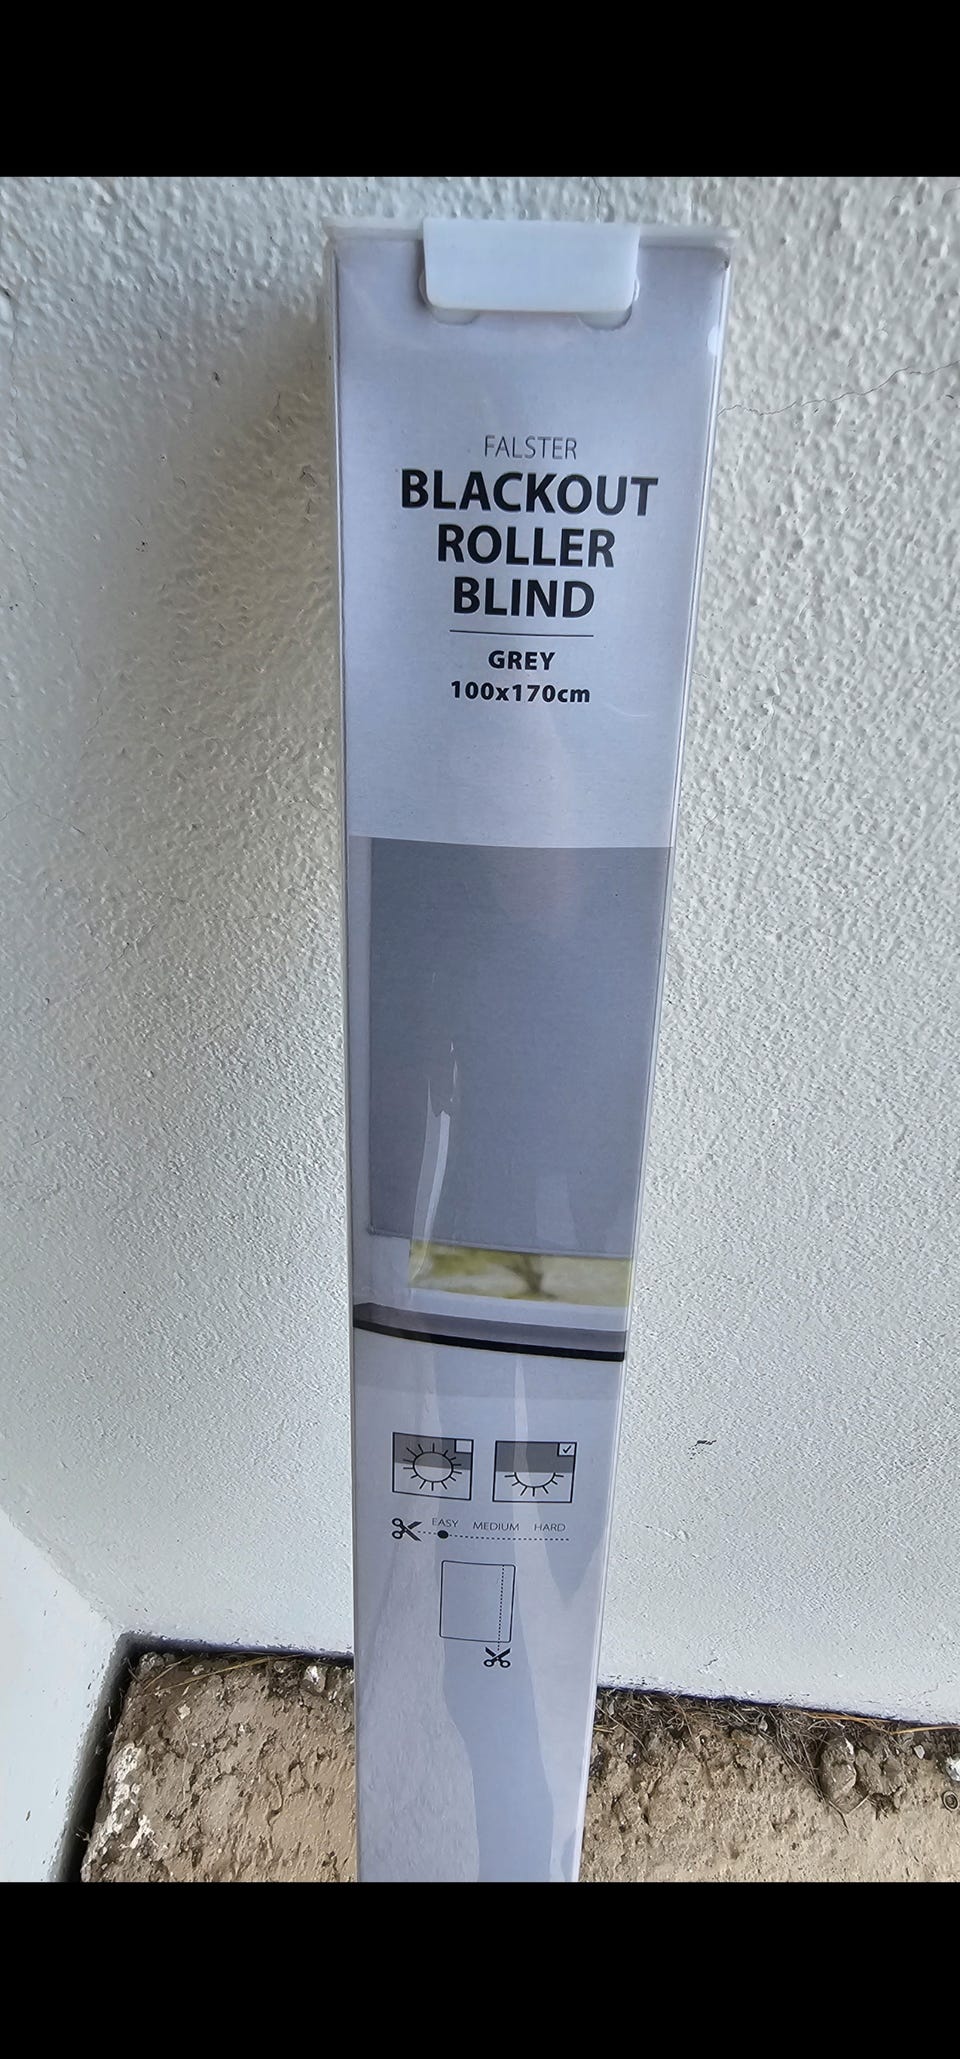 FALSTER
BLACKOUT
ROLLER
BLIND
GREY
100x170cm
EASY MEDIUM HARD